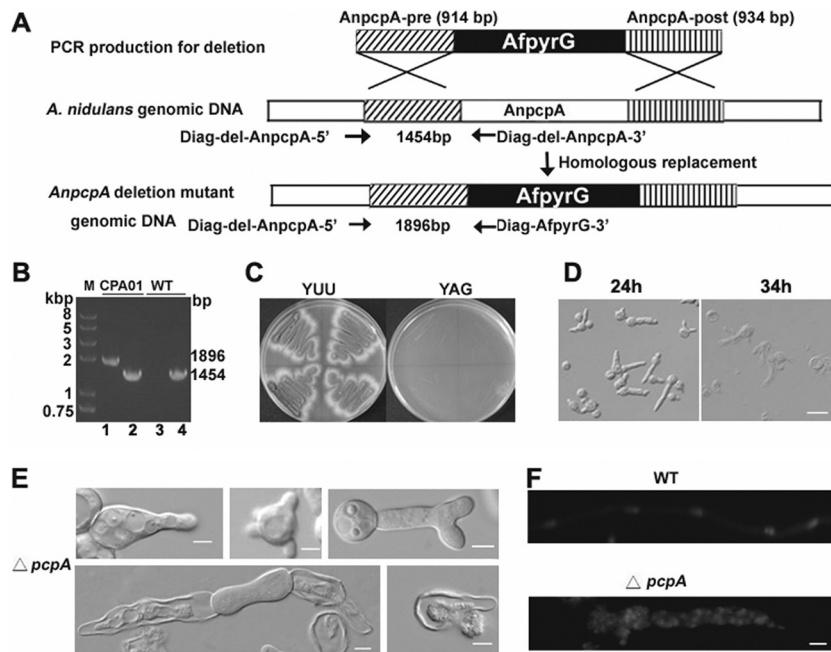 A
AnpcpA-pre (914 bp) AnpcpA-post (934 bp)
PCR production for deletion AfpyrG
A. nidulans genomic DNA AnpcpA
Diag-del-AnpcpA-5' 1454bp Diag-del-AnpcpA-3'
Homologous replacement
AnpcpA deletion mutant AfpyrG
genomic DNA
Diag-del-AnpcpA-5' 1896bp Diag-AfpyrG-3'
B
M CPA01 WT
kbp bp
8
5
3
2 1896
1454
1
0.75
1 2 3 4
C
YUU YAG
D
24h 34h
E
△ pcpA
F
WT
△ pcpA